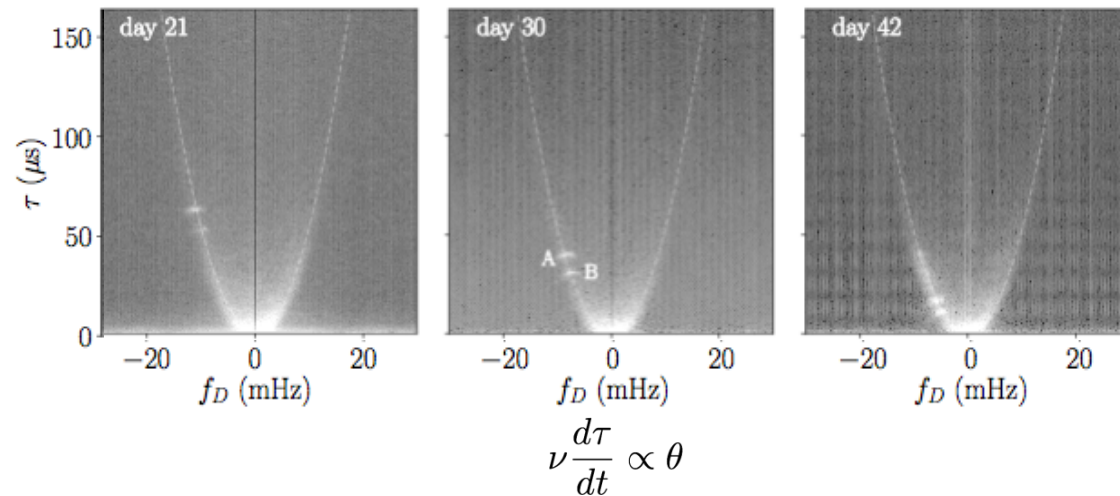 day 21 day 30 day 42
150
100
50
0
τ (μs)
A B
−20 0 20 −20 0 20 −20 0 20
f_D (mHz) f_D (mHz) f_D (mHz)
ν dτ/dt ∝ θ